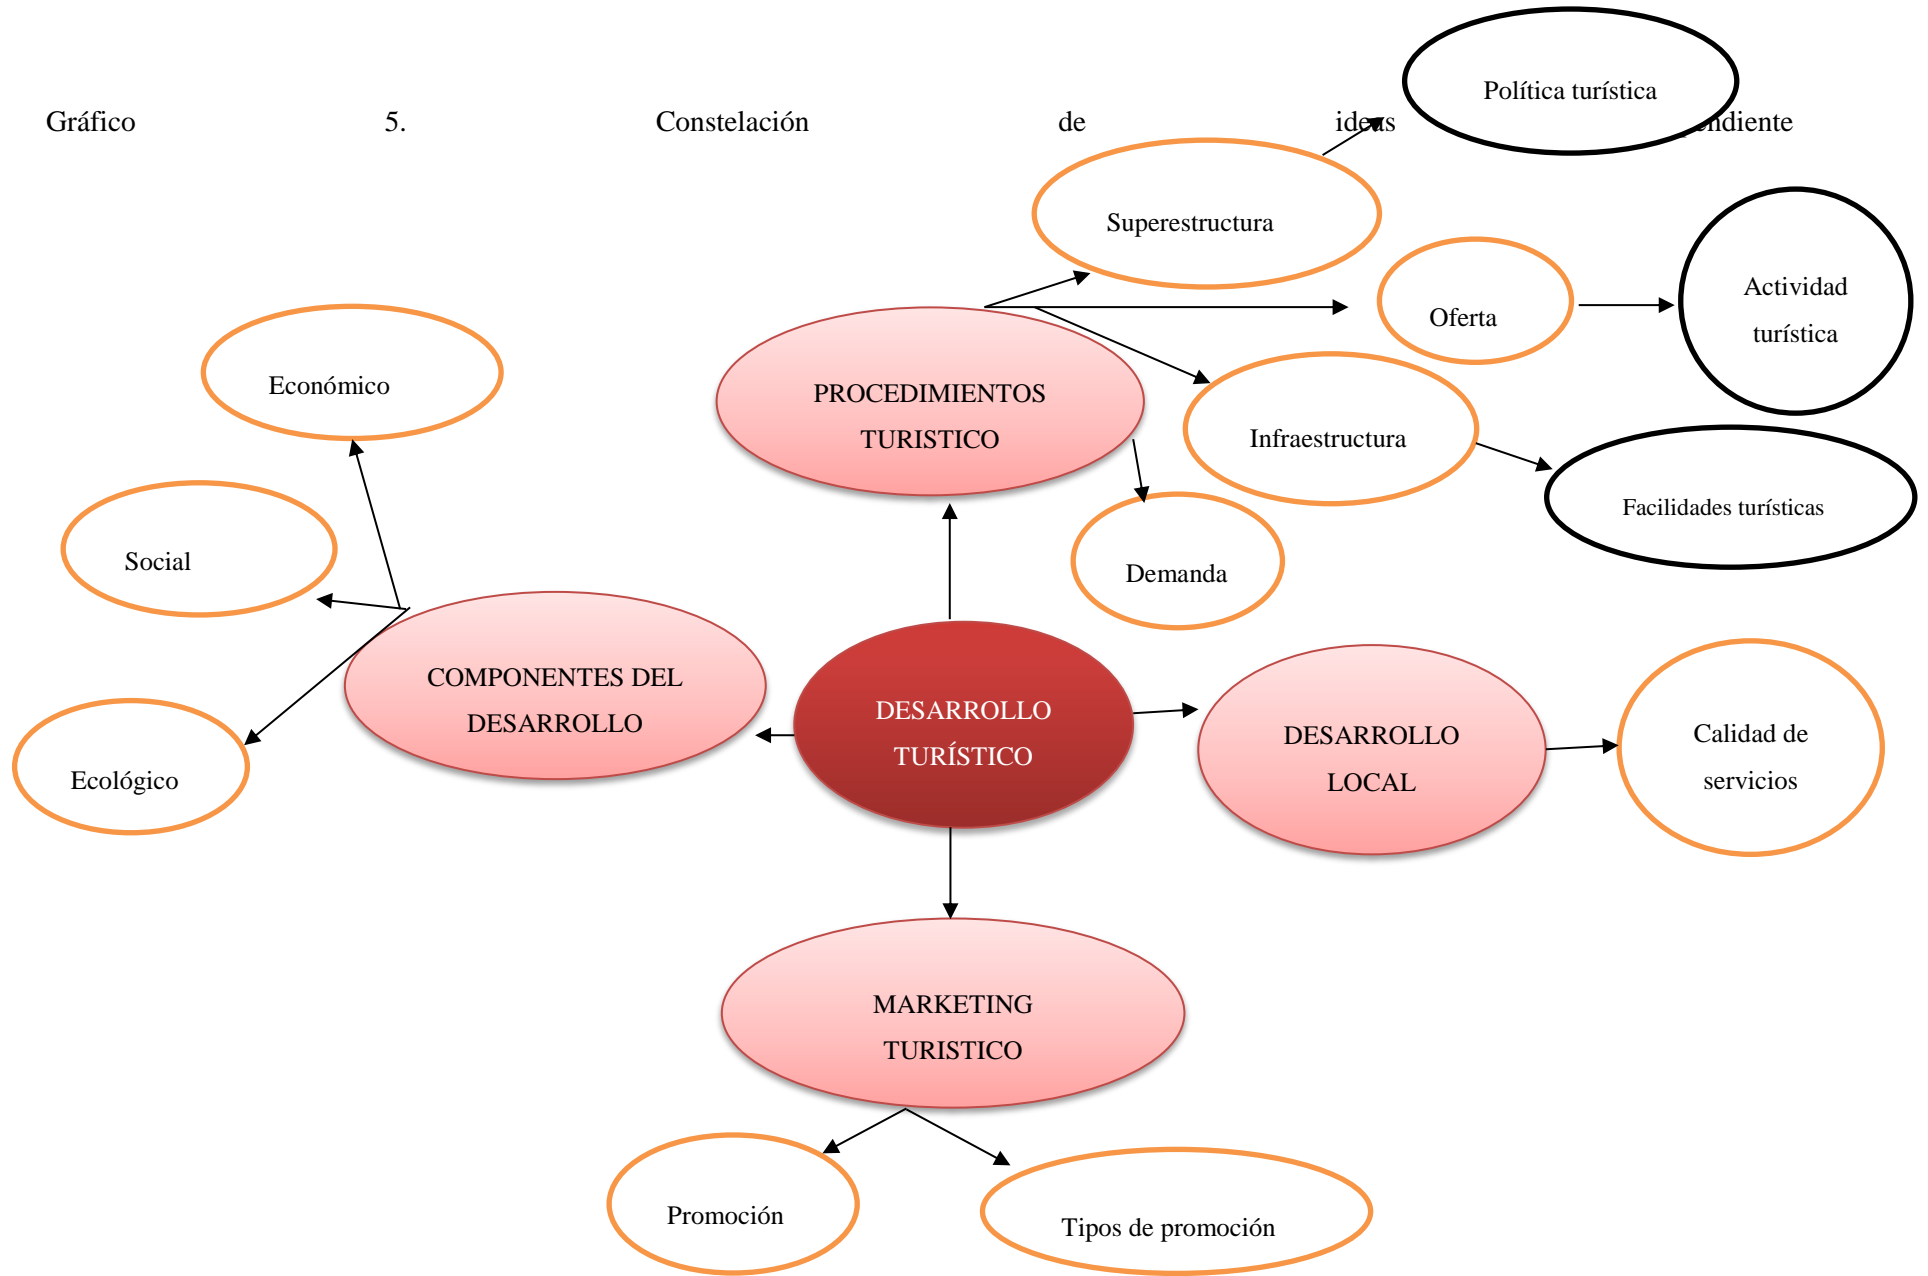 Gráfico 5. Constelación de ideas
Política turística
Superestructura
Oferta
Actividad
turística
Económico
PROCEDIMIENTOS
TURISTICO
Infraestructura
Facilidades turísticas
Social
Demanda
COMPONENTES DEL
DESARROLLO
DESARROLLO
TURÍSTICO
DESARROLLO
LOCAL
Calidad de
servicios
Ecológico
MARKETING
TURISTICO
Promoción
Tipos de promoción